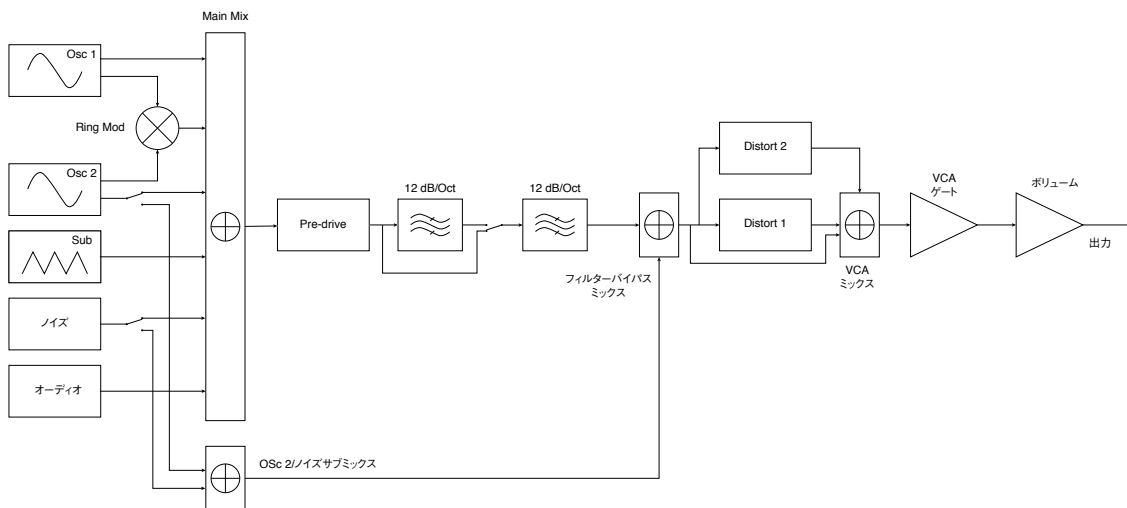 Main Mix
Osc 1
Ring Mod
Osc 2
Sub
ノイズ
オーディオ
Pre-drive
12 dB/Oct
12 dB/Oct
フィルターバイパス
ミックス
Distort 2
Distort 1
VCA
ミックス
VCA
ゲート
ボリューム
出力
OSc 2/ノイズサブミックス